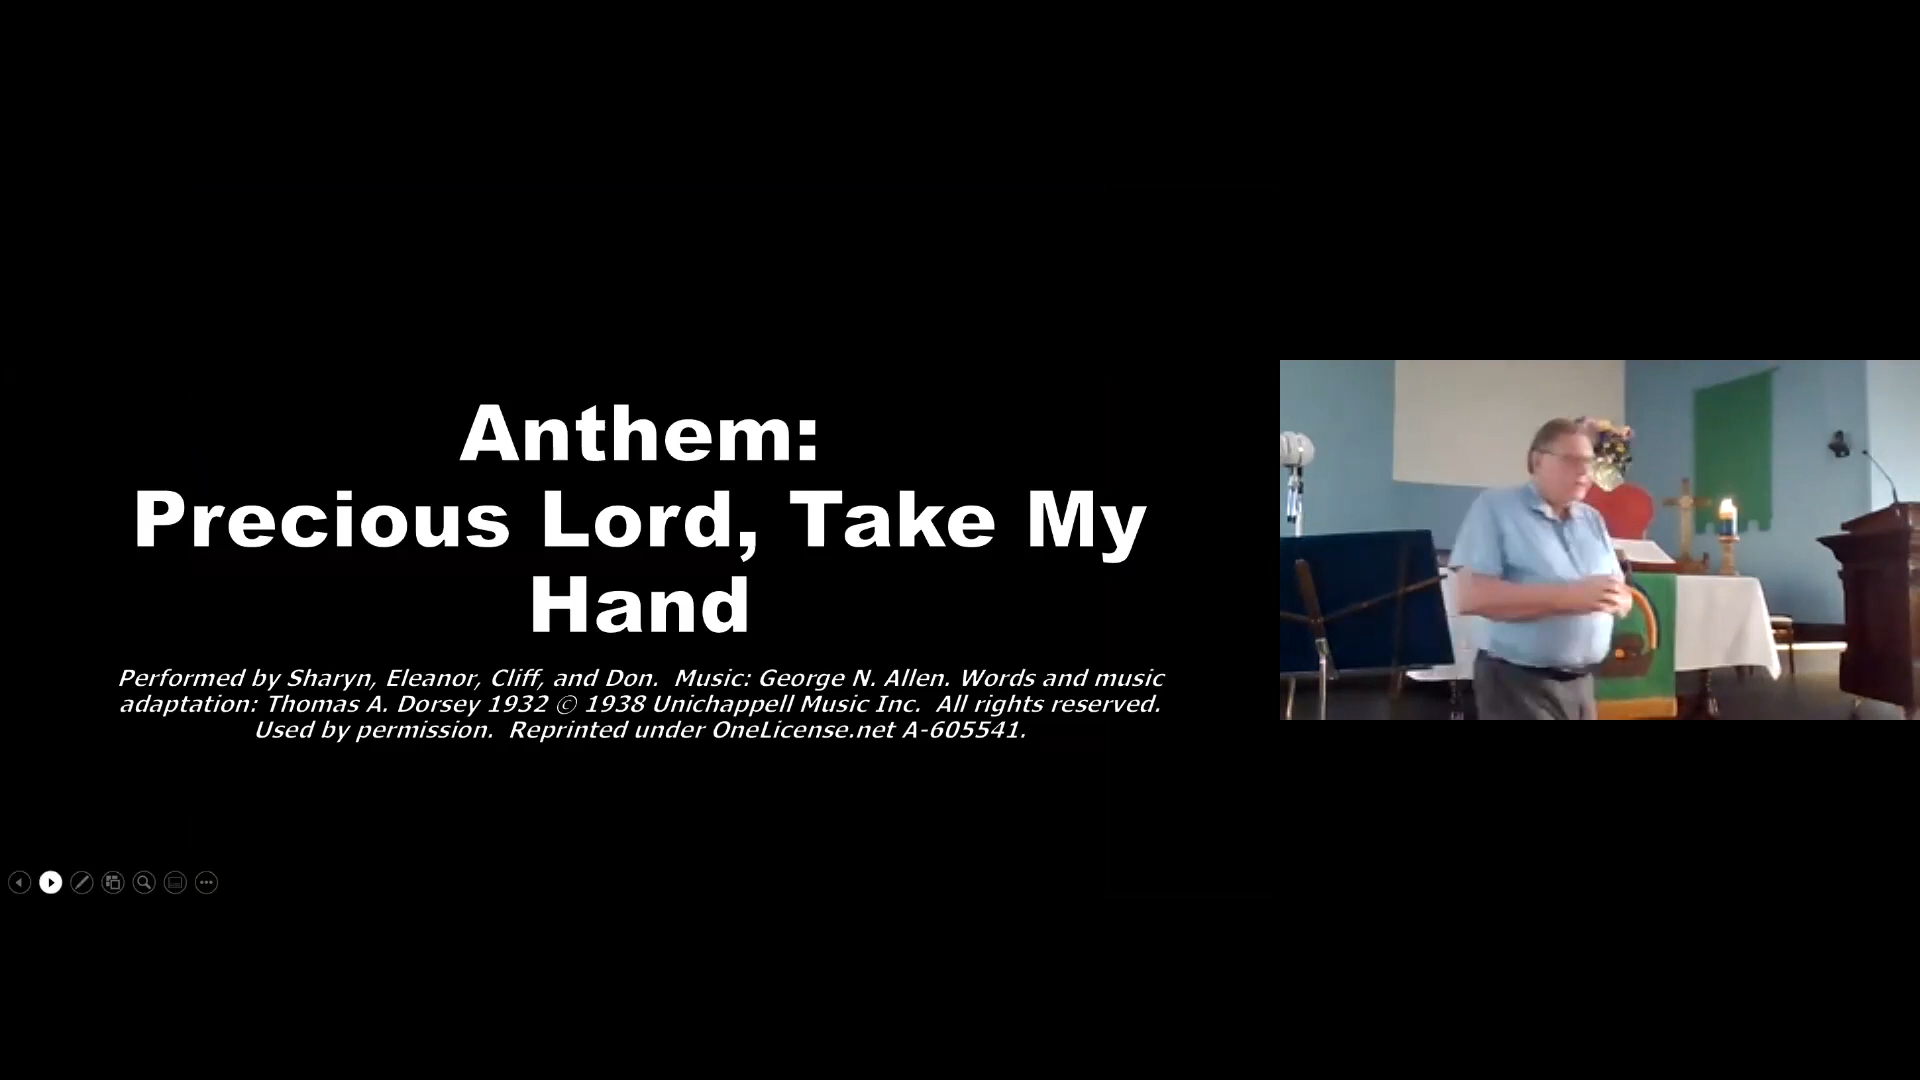 Anthem:
Precious Lord, Take My
Hand
Performed by Sharyn, Eleanor, Cliff, and Don.  Music: George N. Allen. Words and music
adaptation: Thomas A. Dorsey 1932 © 1938 Unichappell Music Inc.  All rights reserved.
Used by permission.  Reprinted under OneLicense.net A-605541.